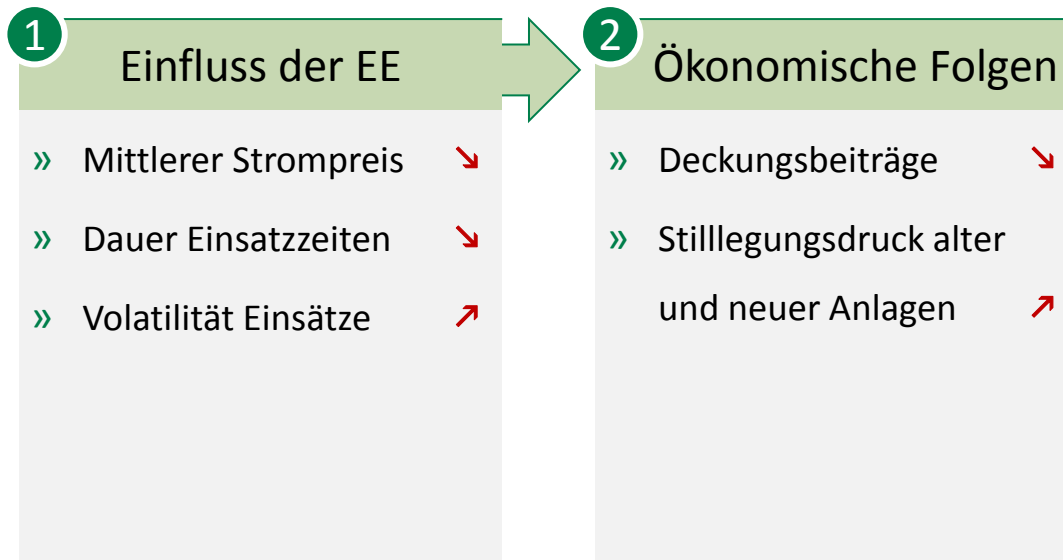 1
Einfluss der EE
» Mittlerer Strompreis ↘
» Dauer Einsatzzeiten ↘
» Volatilität Einsätze ↗
2
Ökonomische Folgen
» Deckungsbeiträge ↘
» Stilllegungsdruck alter
und neuer Anlagen ↗